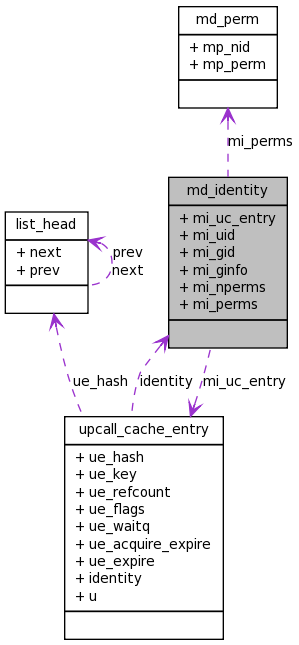 md_perm
+ mp_nid
+ mp_perm
mi_perms
md_identity
+ mi_uc_entry
+ mi_uid
+ mi_gid
+ mi_ginfo
+ mi_nperms
+ mi_perms
list_head
+ next
+ prev
prev
next
ue_hash
identity
mi_uc_entry
upcall_cache_entry
+ ue_hash
+ ue_key
+ ue_refcount
+ ue_flags
+ ue_waitq
+ ue_acquire_expire
+ ue_expire
+ identity
+ u